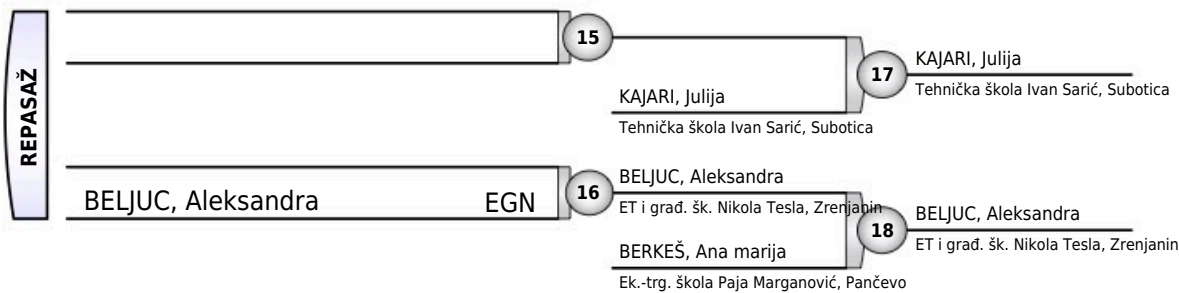 REPASAŽ
15
KAJARI, Julija
Tehnička škola Ivan Sarić, Subotica
17
KAJARI, Julija
Tehnička škola Ivan Sarić, Subotica
BELJUC, Aleksandra EGN
16
BELJUC, Aleksandra
ET i građ. šk. Nikola Tesla, Zrenjanin
BERKEŠ, Ana marija
Ek.-trg. škola Paja Marganović, Pančevo
18
BELJUC, Aleksandra
ET i građ. šk. Nikola Tesla, Zrenjanin